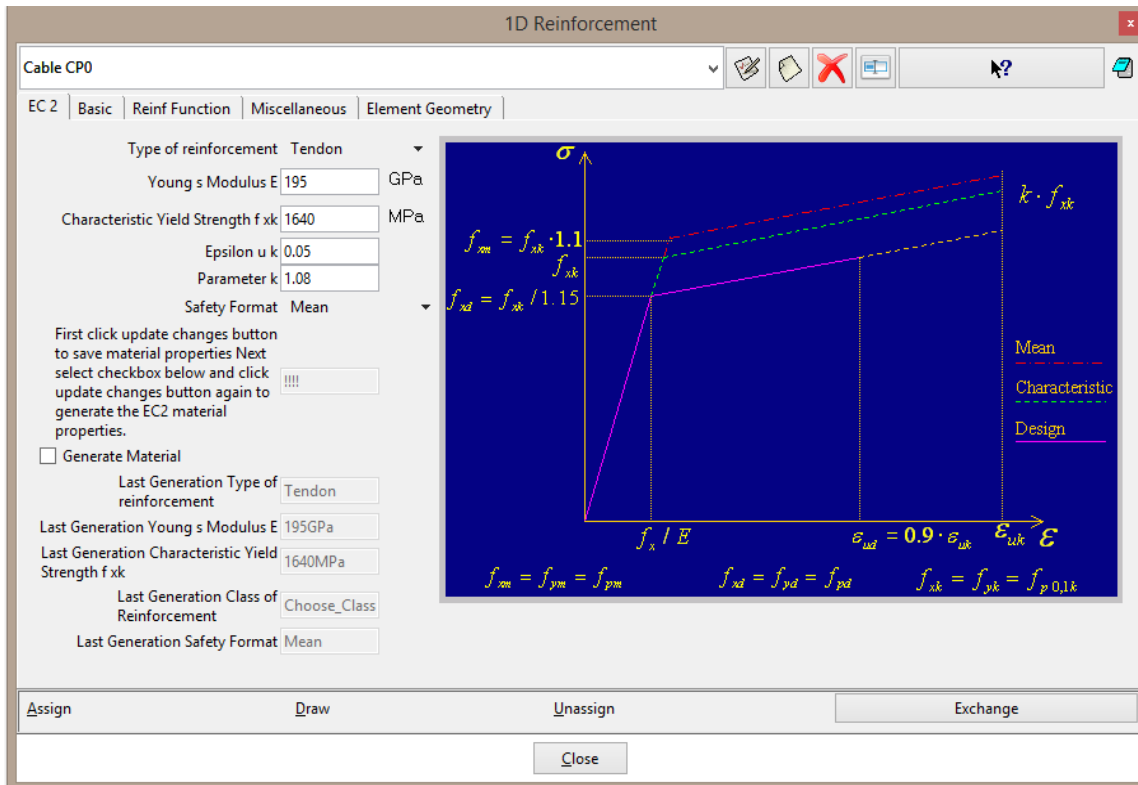 1D Reinforcement
x
Cable CP0
?
EC 2 Basic Reinf Function Miscellaneous Element Geometry
Type of reinforcement Tendon
Young s Modulus E 195 GPa
Characteristic Yield Strength f xk 1640 MPa
Epsilon u k 0.05
Parameter k 1.08
Safety Format Mean
First click update changes button
to save material properties Next
select checkbox below and click
update changes button again to
generate the EC2 material
properties.
!!!!
Generate Material
Last Generation Type of
reinforcement
Tendon
Last Generation Young s Modulus E 195GPa
Last Generation Characteristic Yield
Strength f xk
1640MPa
Last Generation Class of
Reinforcement
Choose_Class
Last Generation Safety Format Mean
σ
k · f_xk
f_xm = f_xk · 1.1
f_xk
f_xd = f_xk / 1.15
Mean
Characteristic
Design
f_x / E
ε_ud = 0.9 · ε_uk
ε_uk
ε
f_xm = f_ym = f_pm
f_xd = f_yd = f_pd
f_xk = f_yk = f_p 0,1k
Assign Draw Unassign Exchange
Close